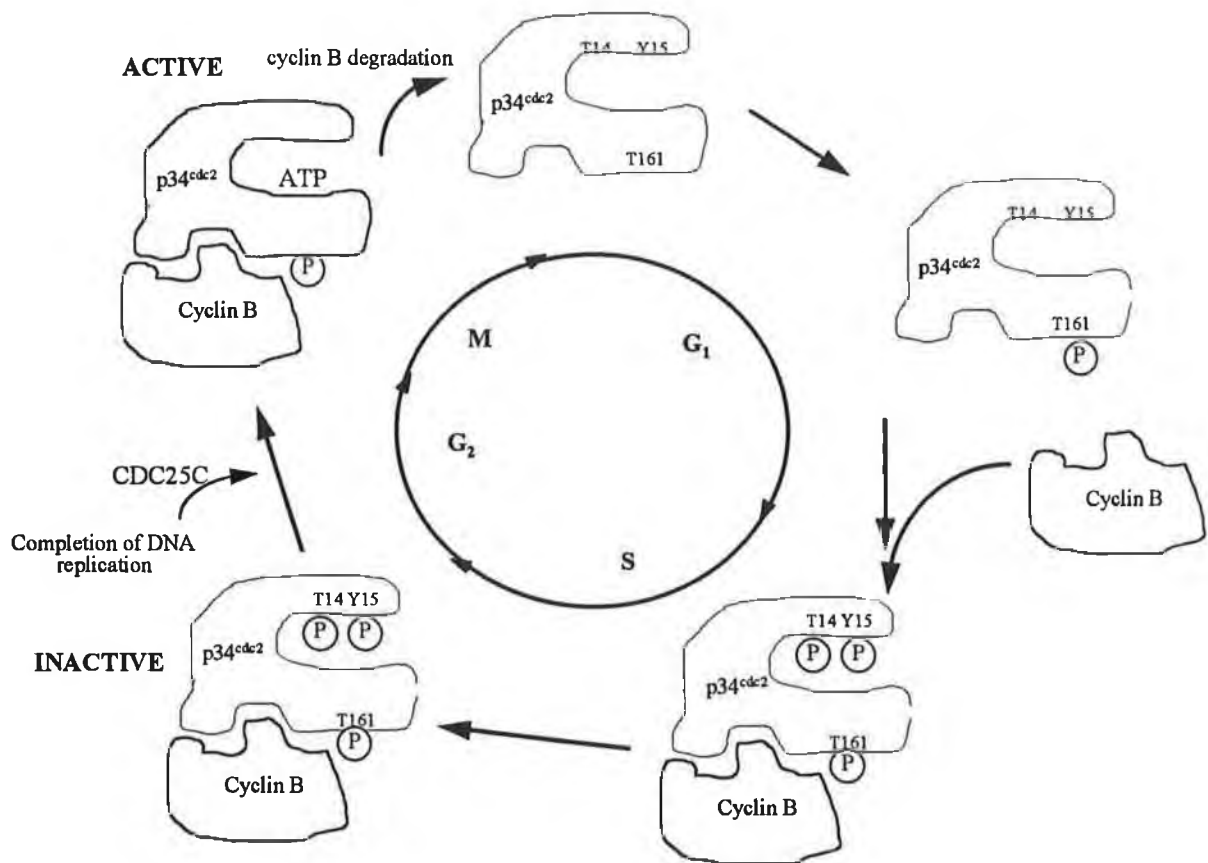 ACTIVE
cyclin B degradation
T14 Y15
p34cdc2
T161
p34cdc2
ATP
P
Cyclin B
T14 Y15
p34cdc2
T161
P
M
G1
G2
S
CDC25C
Completion of DNA
replication
Cyclin B
INACTIVE
T14 Y15
P P
p34cdc2
T161
P
Cyclin B
T14 Y15
P P
p34cdc2
T161
P
Cyclin B